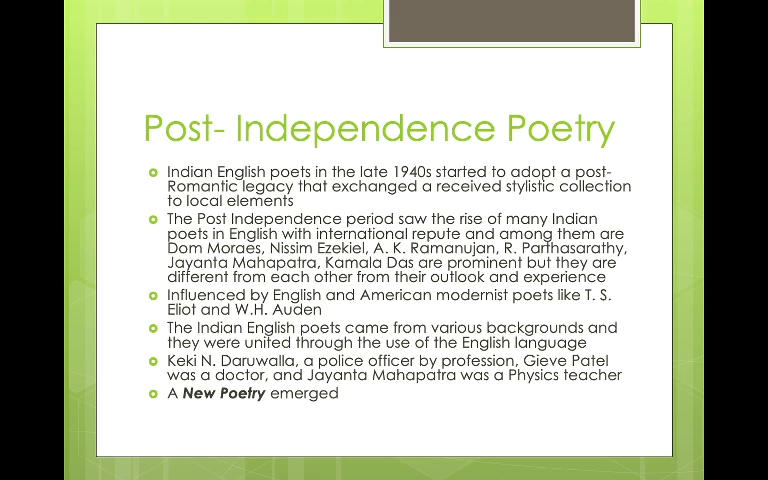 Post- Independence Poetry
Indian English poets in the late 1940s started to adopt a post-
Romantic legacy that exchanged a received stylistic collection
to local elements
The Post Independence period saw the rise of many Indian
poets in English with international repute and among them are
Dom Moraes, Nissim Ezekiel, A. K. Ramanujan, R. Parthasarathy,
Jayanta Mahapatra, Kamala Das are prominent but they are
different from each other from their outlook and experience
Influenced by English and American modernist poets like T. S.
Eliot and W.H. Auden
The Indian English poets came from various backgrounds and
they were united through the use of the English language
Keki N. Daruwalla, a police officer by profession, Gieve Patel
was a doctor, and Jayanta Mahapatra was a Physics teacher
A New Poetry emerged